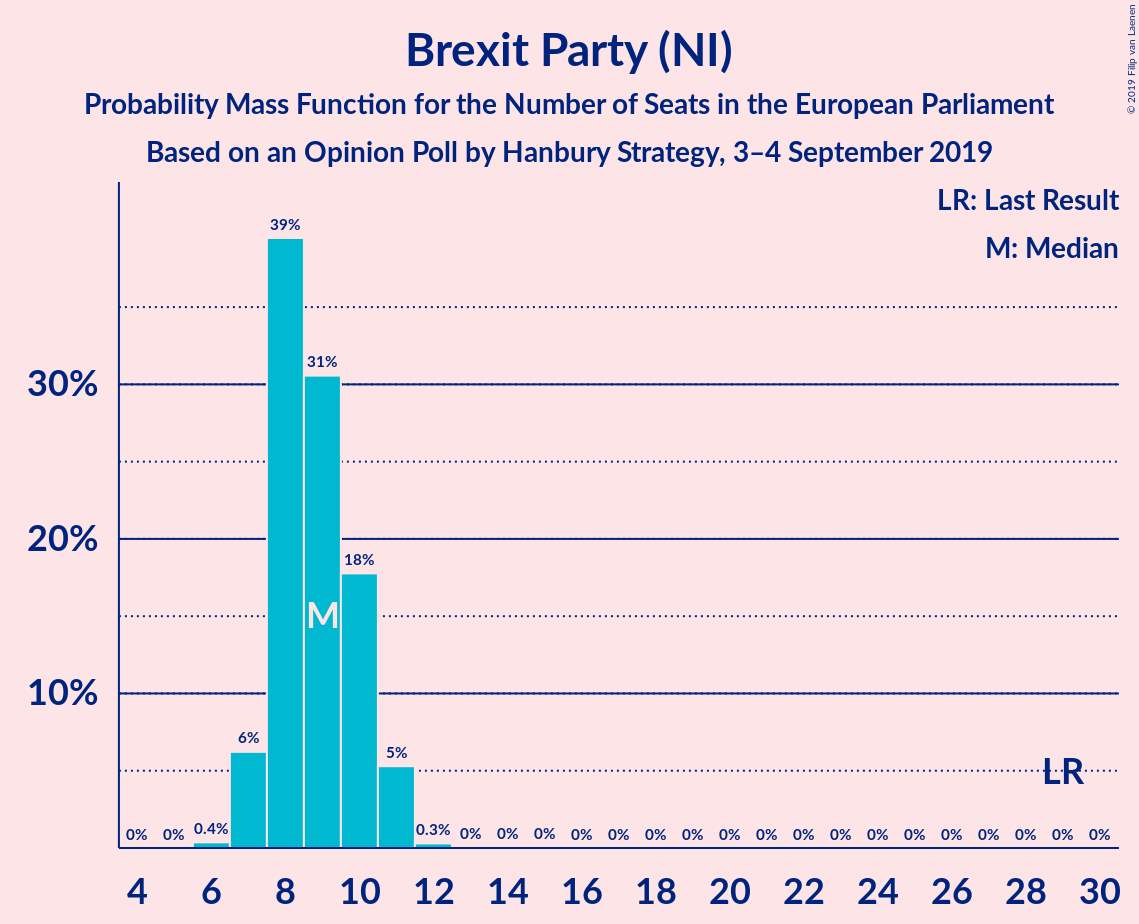 Brexit Party (NI)
Probability Mass Function for the Number of Seats in the European Parliament
Based on an Opinion Poll by Hanbury Strategy, 3–4 September 2019
© 2019 Filip van Laenen
LR: Last Result
M: Median
39%
31%
30%
20%
18%
M
10%
6%
5%
LR
0% 0% 0.4% 0.3% 0% 0% 0% 0% 0% 0% 0% 0% 0% 0% 0% 0% 0% 0% 0% 0% 0% 0%
4 6 8 10 12 14 16 18 20 22 24 26 28 30